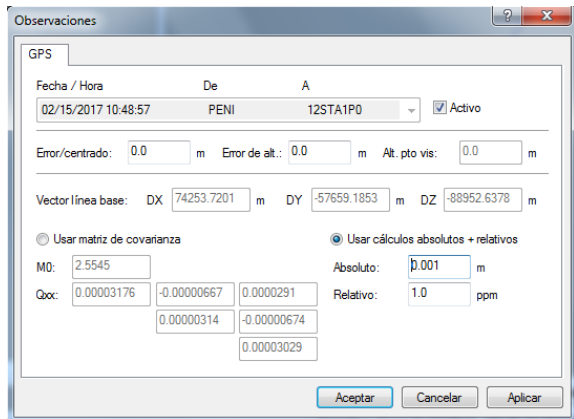 Observaciones
GPS
Fecha / Hora De A
02/15/2017 10:48:57 PENI 12STA1P0 Activo
Error/centrado: 0.0 m Error de alt.: 0.0 m Alt. pto vis: 0.0 m
Vector línea base: DX 74253.7201 m DY -57659.1853 m DZ -88952.6378 m
Usar matriz de covarianza Usar cálculos absolutos + relativos
M0: 2.5545 Absoluto: 0.001 m
Qxx: 0.00003176 -0.00000667 0.0000291 Relativo: 1.0 ppm
0.00000314 -0.00000674
0.00003029
Aceptar Cancelar Aplicar